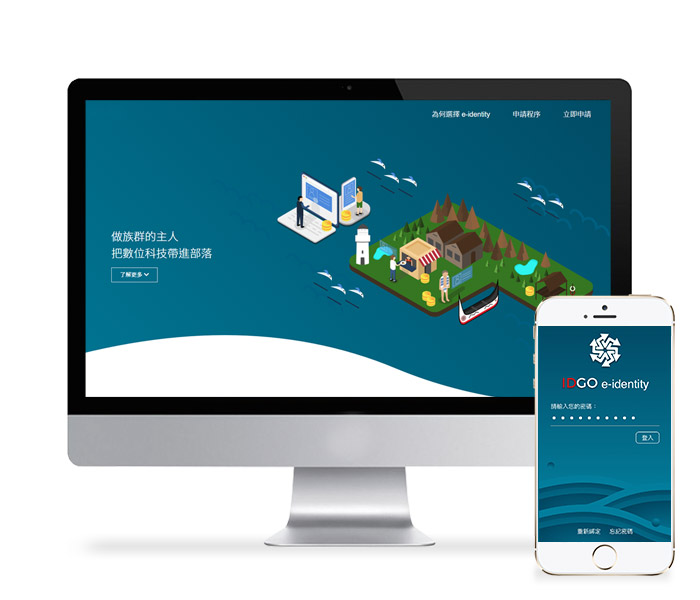 為何選擇 e-identity
申請程序
立即申請
做族群的主人
把數位科技帶進部落
了解更多
IDGO e-identity
請輸入您的密碼：
登入
重新綁定
忘記密碼